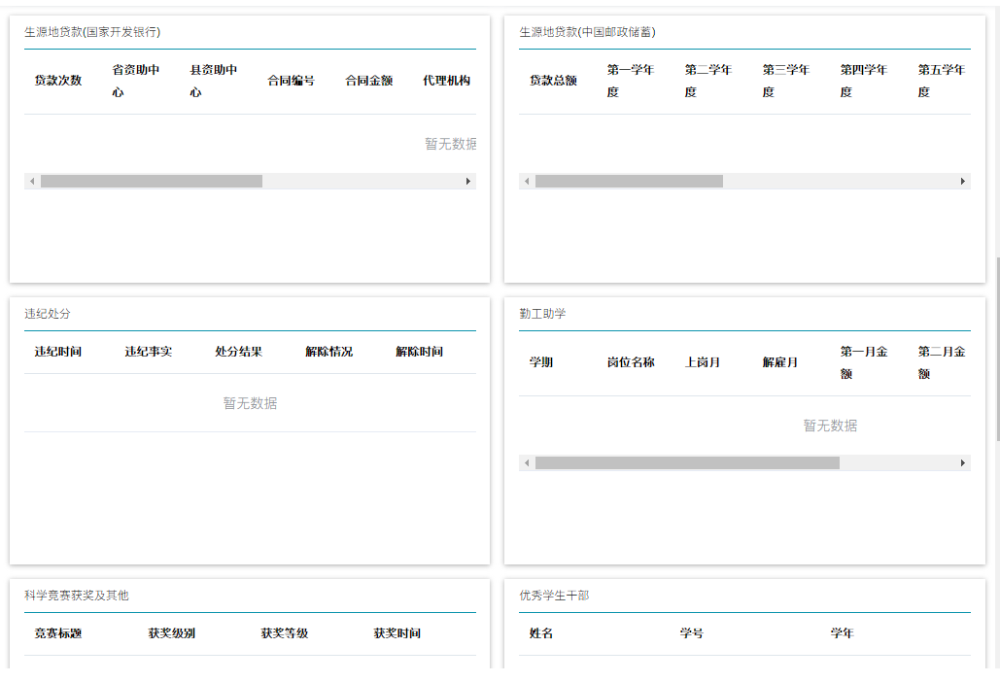 生源地贷款(国家开发银行)
贷款次数 省资助中心 县资助中心 合同编号 合同金额 代理机构
暂无数据
生源地贷款(中国邮政储蓄)
贷款总额 第一学年度 第二学年度 第三学年度 第四学年度 第五学年度
违纪处分
违纪时间 违纪事实 处分结果 解除情况 解除时间
暂无数据
勤工助学
学期 岗位名称 上岗月 解雇月 第一月金额 第二月金额
暂无数据
科学竞赛获奖及其他
竞赛标题 获奖级别 获奖等级 获奖时间
优秀学生干部
姓名 学号 学年